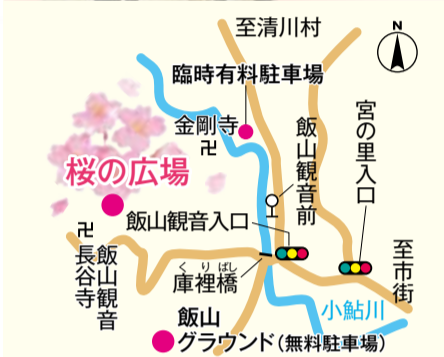 N
至清川村
臨時有料駐車場
金剛寺
卍
飯山観音前
宮の里入口
桜の広場
飯山観音入口
卍
飯山観音
長谷寺
くりばし
庫裡橋
至市街
小鮎川
飯山
グラウンド(無料駐車場)